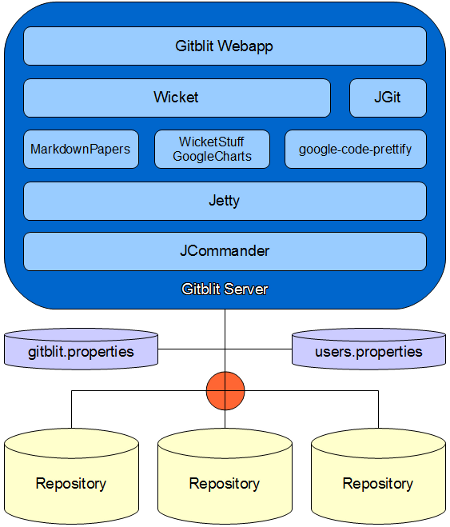 Gitblit Webapp
Wicket
JGit
MarkdownPapers
WicketStuff
GoogleCharts
google-code-prettify
Jetty
JCommander
Gitblit Server
gitblit.properties
users.properties
Repository
Repository
Repository